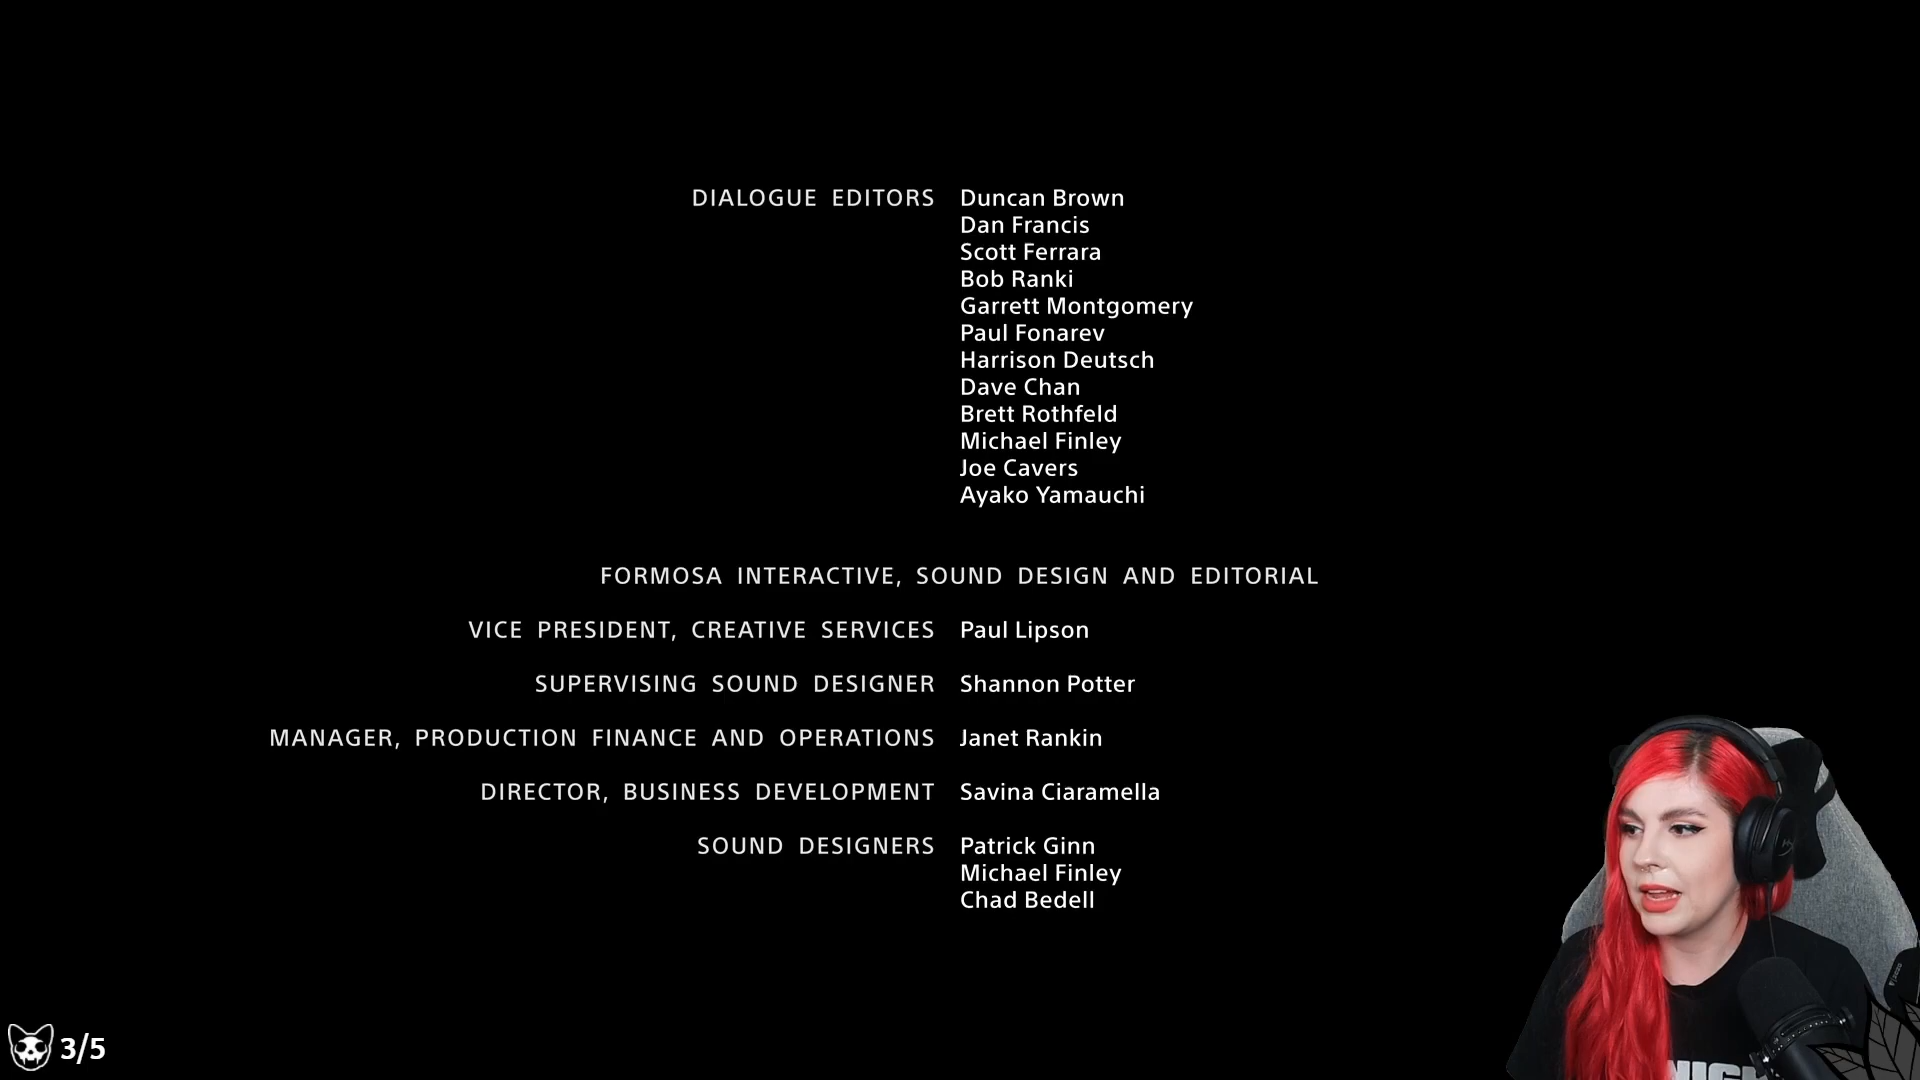 DIALOGUE EDITORS Duncan Brown
Dan Francis
Scott Ferrara
Bob Ranki
Garrett Montgomery
Paul Fonarev
Harrison Deutsch
Dave Chan
Brett Rothfeld
Michael Finley
Joe Cavers
Ayako Yamauchi
FORMOSA INTERACTIVE, SOUND DESIGN AND EDITORIAL
VICE PRESIDENT, CREATIVE SERVICES Paul Lipson
SUPERVISING SOUND DESIGNER Shannon Potter
MANAGER, PRODUCTION FINANCE AND OPERATIONS Janet Rankin
DIRECTOR, BUSINESS DEVELOPMENT Savina Ciaramella
SOUND DESIGNERS Patrick Ginn
Michael Finley
Chad Bedell
3/5